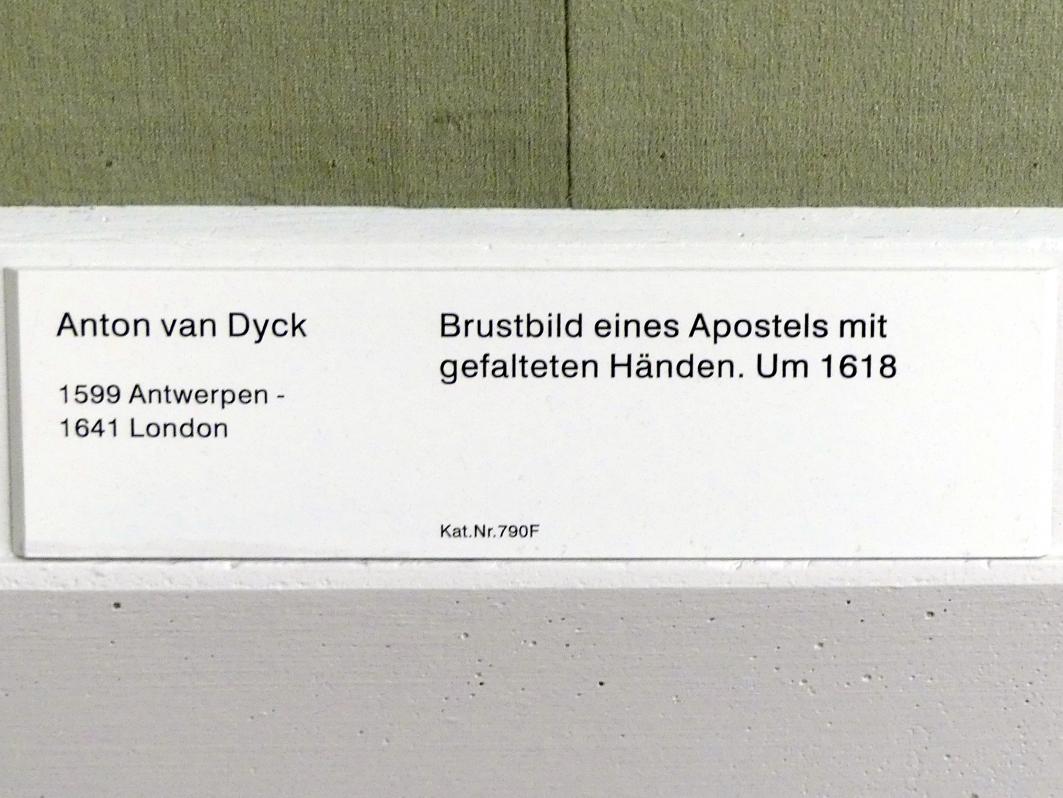 Anton van Dyck
1599 Antwerpen -
1641 London
Brustbild eines Apostels mit
gefalteten Händen. Um 1618
Kat.Nr.790F